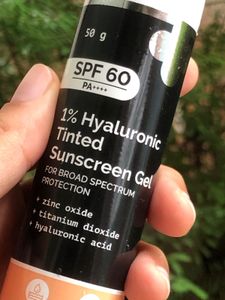 50 g
SPF 60
PA++++
1% Hyaluronic
Tinted
Sunscreen Gel
FOR BROAD SPECTRUM
PROTECTION
+ zinc oxide
+ titanium dioxide
+ hyaluronic acid